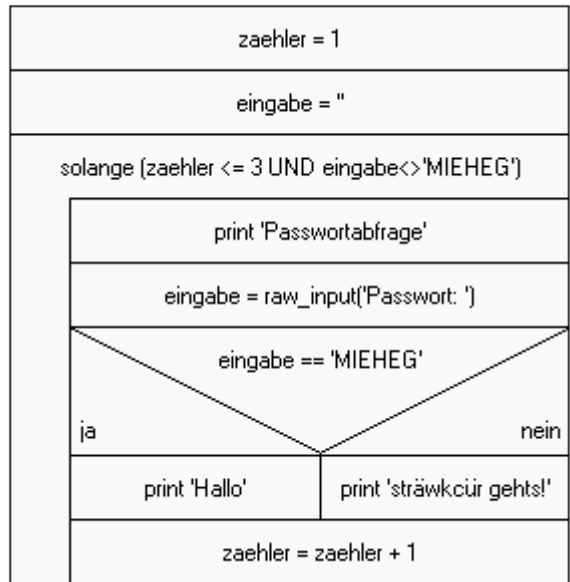 zaehler = 1
eingabe = ''
solange (zaehler <= 3 UND eingabe<>'MIEHEG')
print 'Passwortabfrage'
eingabe = raw_input('Passwort: ')
eingabe == 'MIEHEG'
ja
nein
print 'Hallo'
print 'sträwkcür gehts!'
zaehler = zaehler + 1